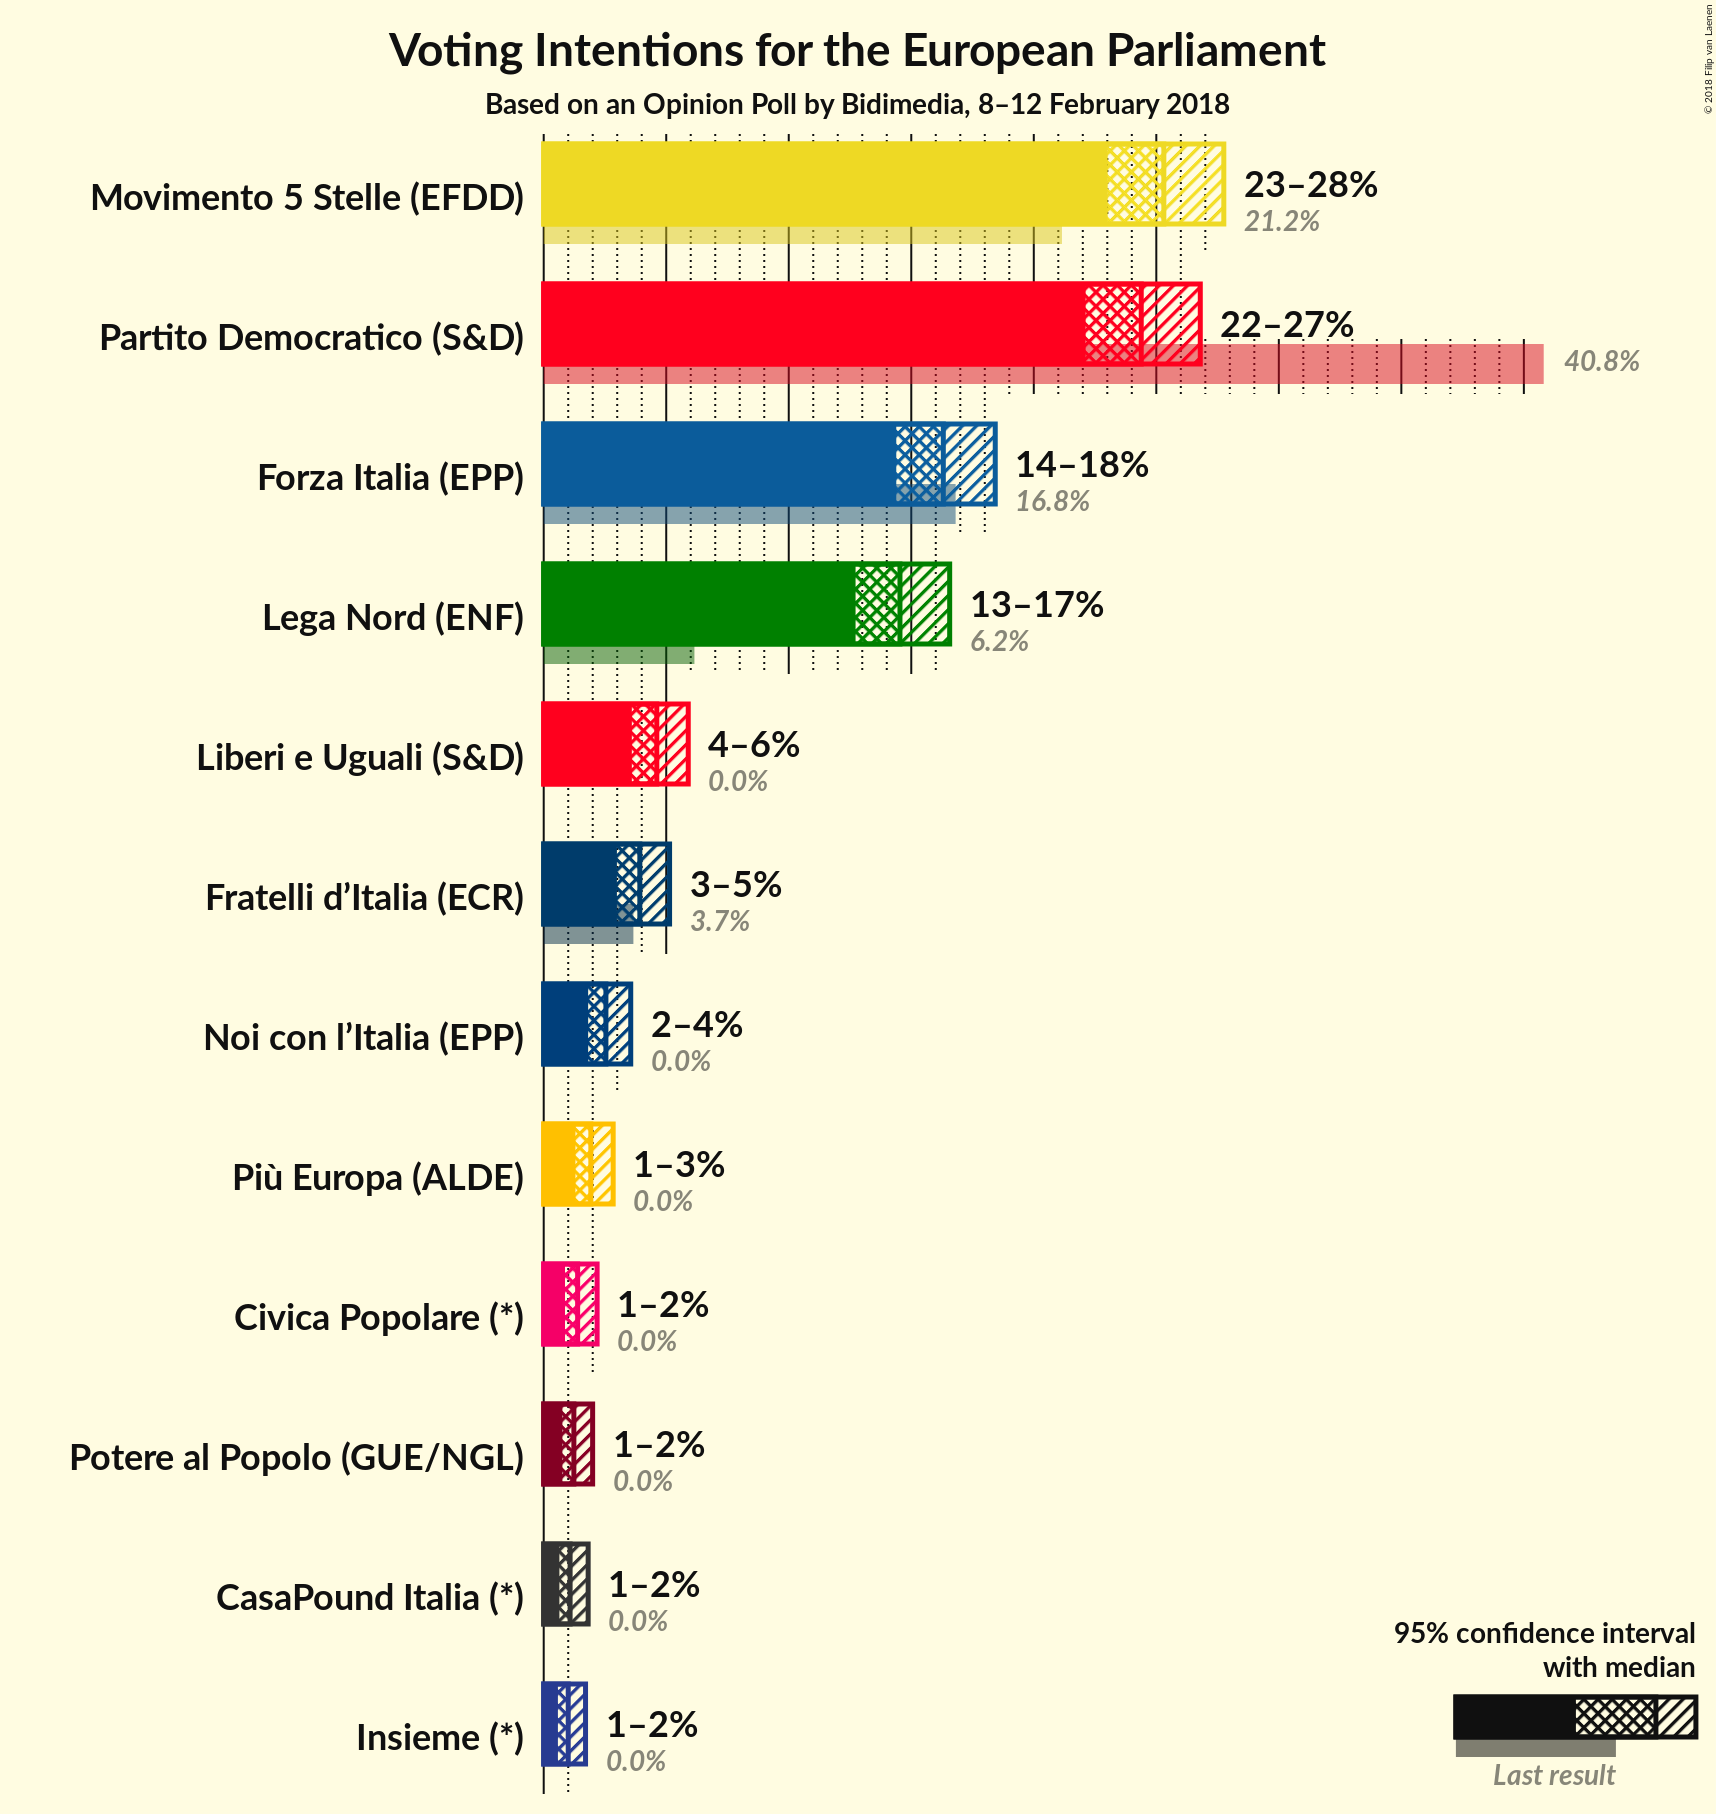 Voting Intentions for the European Parliament
Based on an Opinion Poll by Bidimedia, 8–12 February 2018
© 2018 Filip van Laenen
Movimento 5 Stelle (EFDD)
23–28%
21.2%
Partito Democratico (S&D)
22–27%
40.8%
Forza Italia (EPP)
14–18%
16.8%
Lega Nord (ENF)
13–17%
6.2%
Liberi e Uguali (S&D)
4–6%
0.0%
Fratelli d’Italia (ECR)
3–5%
3.7%
Noi con l’Italia (EPP)
2–4%
0.0%
Più Europa (ALDE)
1–3%
0.0%
Civica Popolare (*)
1–2%
0.0%
Potere al Popolo (GUE/NGL)
1–2%
0.0%
CasaPound Italia (*)
1–2%
0.0%
Insieme (*)
1–2%
0.0%
95% confidence interval
with median
Last result